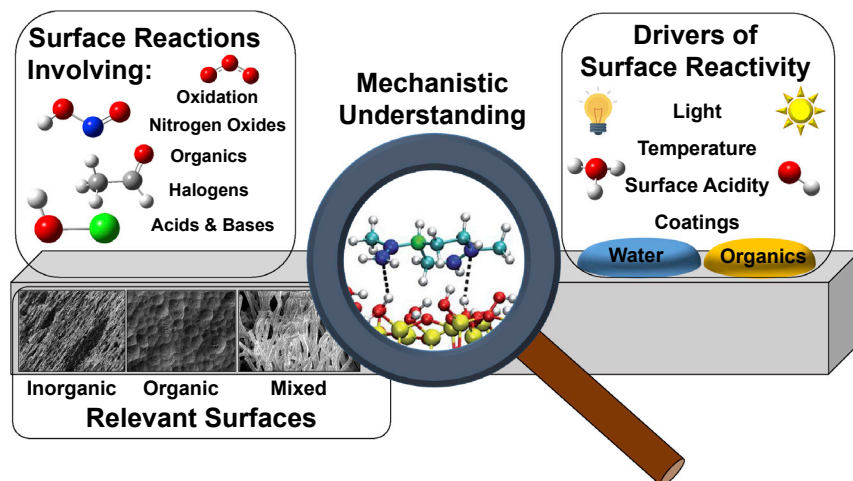 Surface Reactions
Involving:
Oxidation
Nitrogen Oxides
Organics
Halogens
Acids & Bases
Mechanistic
Understanding
Drivers of
Surface Reactivity
Light
Temperature
Surface Acidity
Coatings
Water
Organics
Inorganic
Organic
Mixed
Relevant Surfaces